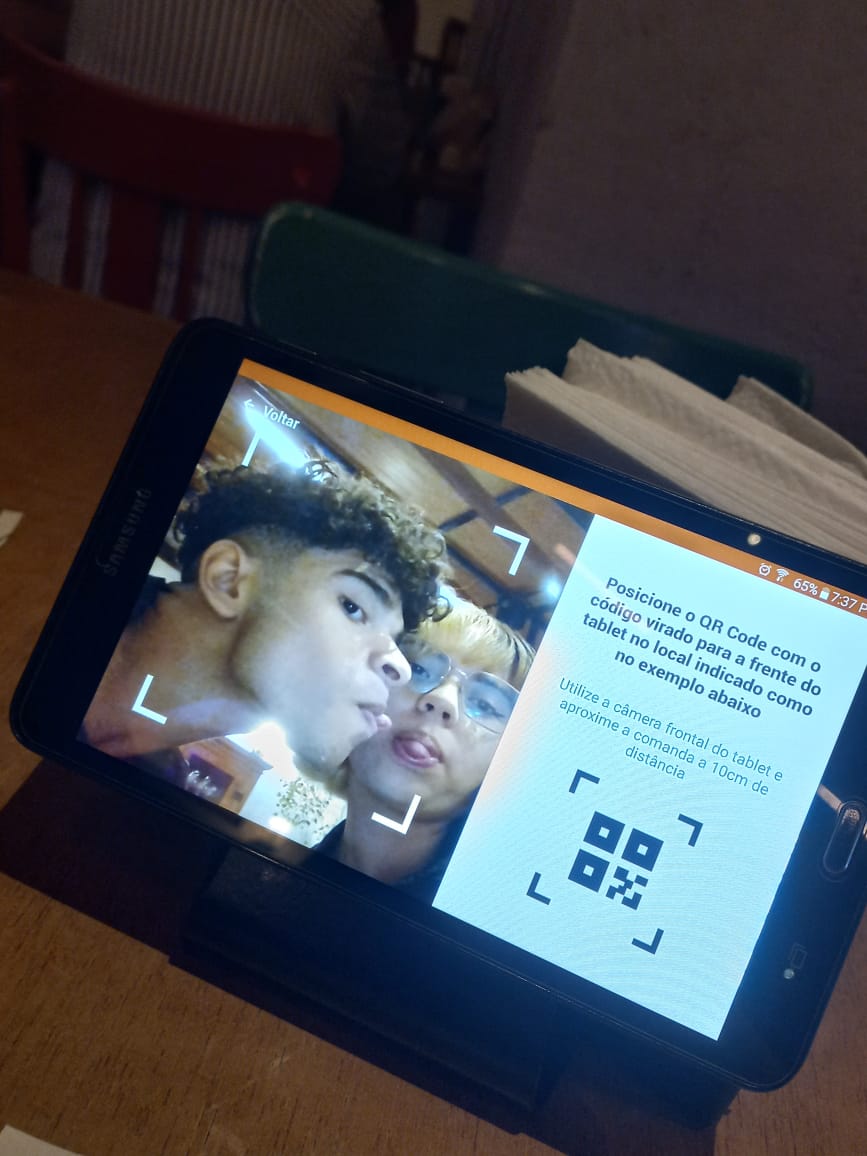 SAMSUNG
← Voltar
65% 7:37 P
Posicione o QR Code com o
código virado para a frente do
tablet no local indicado como
no exemplo abaixo
Utilize a câmera frontal do tablet e
aproxime a comanda a 10cm de
distância